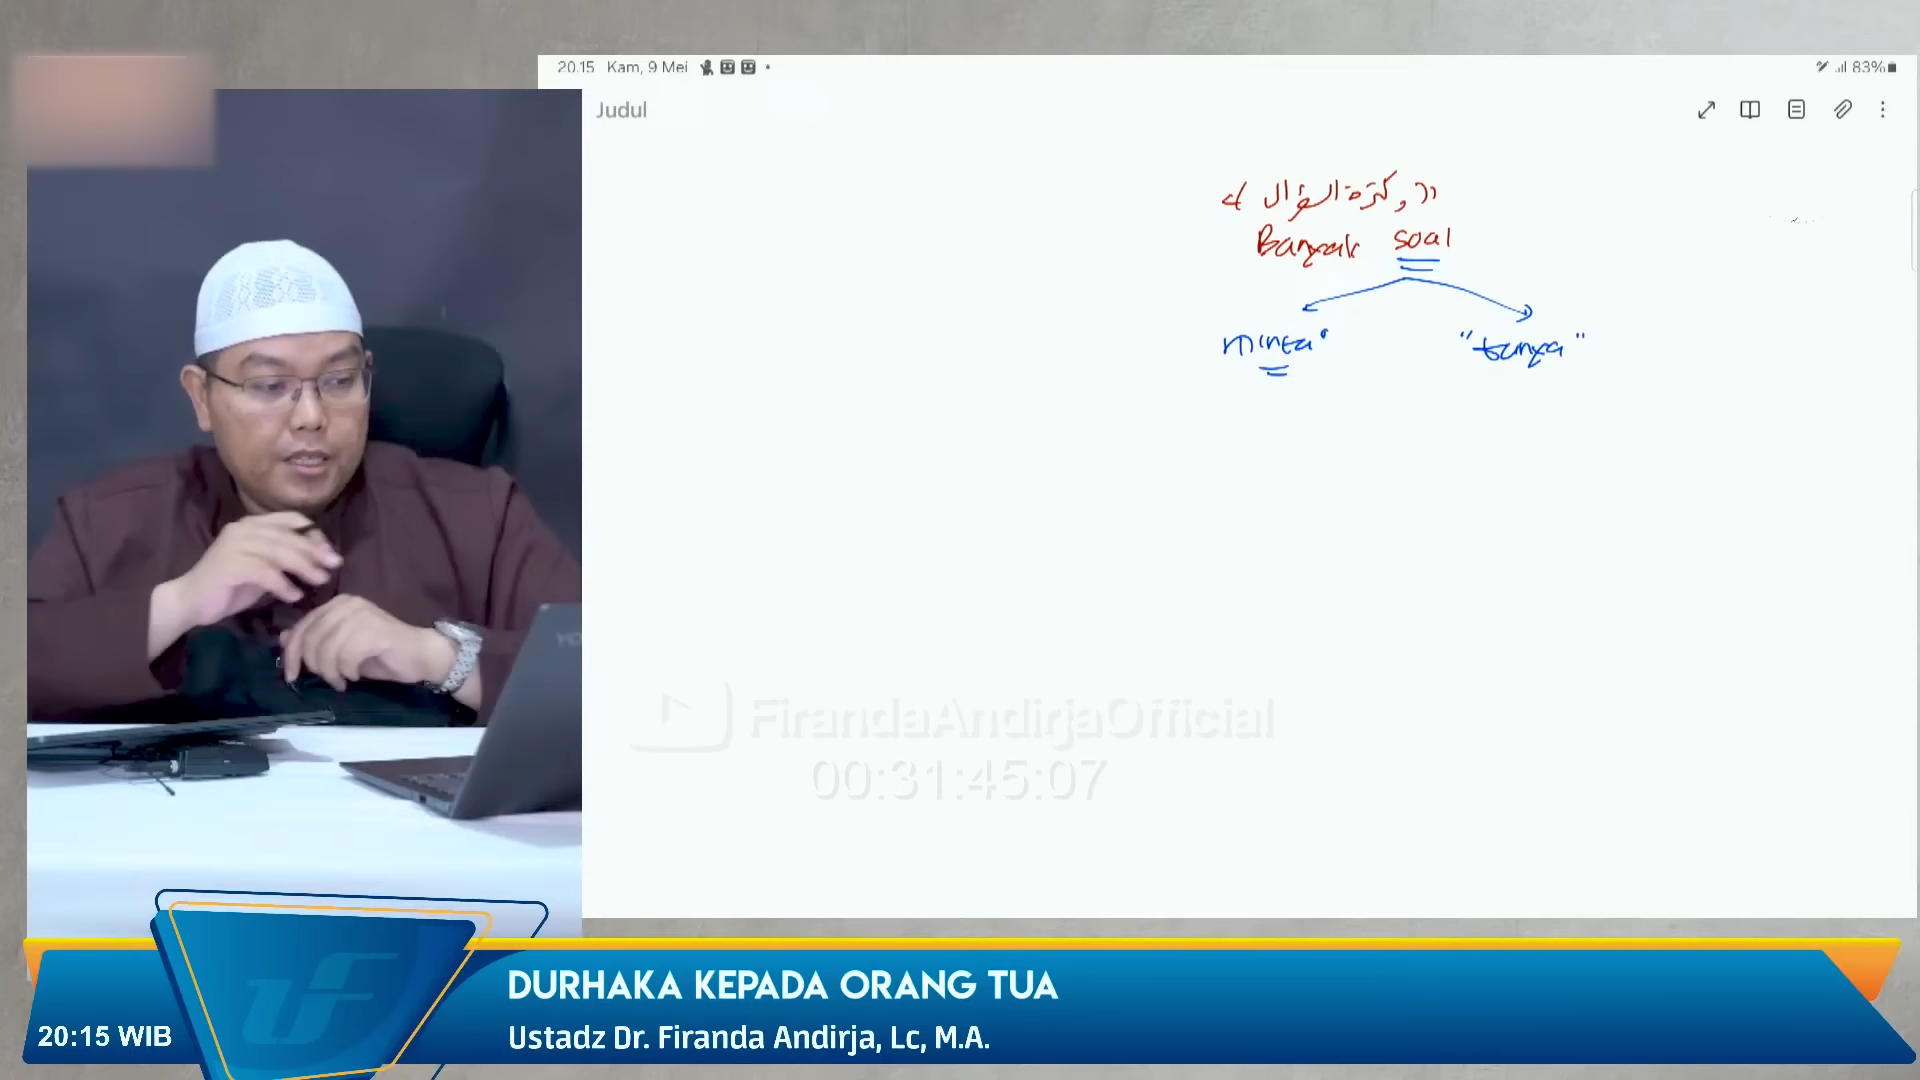 20.15 Kam, 9 Mei
83%
Judul
((وكثرة السؤال))
Banyak soal
"minta"
"tanya"
FirandaAndirjaOfficial
00:31:45:07
DURHAKA KEPADA ORANG TUA
20:15 WIB
Ustadz Dr. Firanda Andirja, Lc, M.A.